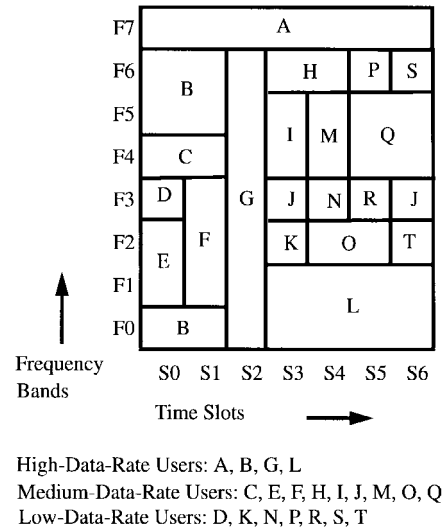 F7 A
F6 H P S
B
F5 I M Q
F4 C
F3 D G J N R J
F2 F K O T
E
F1 L
F0 B
Frequency
Bands
S0 S1 S2 S3 S4 S5 S6
Time Slots
High-Data-Rate Users: A, B, G, L
Medium-Data-Rate Users: C, E, F, H, I, J, M, O, Q
Low-Data-Rate Users: D, K, N, P, R, S, T